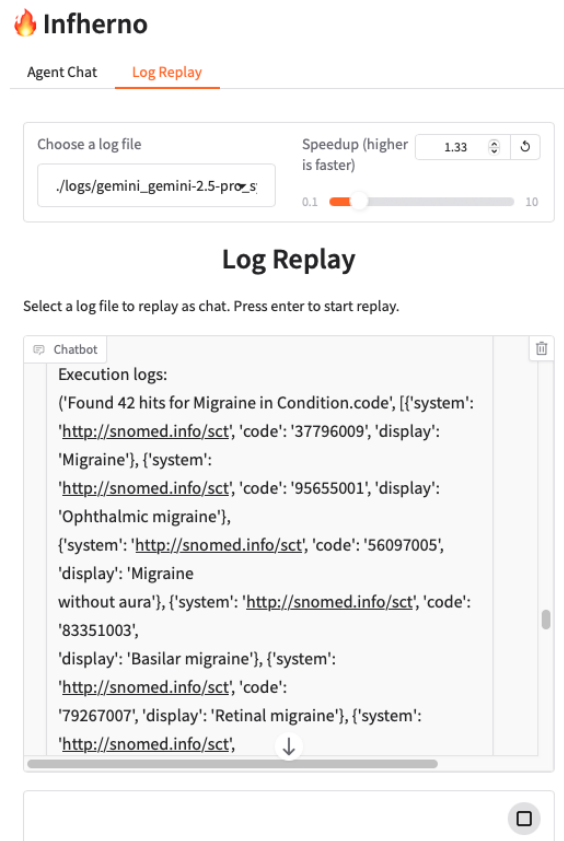 🔥 Infherno
Agent Chat Log Replay
Choose a log file
./logs/gemini_gemini-2.5-pro_s
Speedup (higher
is faster)
1.33
0.1
10
Log Replay
Select a log file to replay as chat. Press enter to start replay.
Chatbot
Execution logs:
('Found 42 hits for Migraine in Condition.code', [{'system':
'http://snomed.info/sct', 'code': '37796009', 'display':
'Migraine'}, {'system':
'http://snomed.info/sct', 'code': '95655001', 'display':
'Ophthalmic migraine'},
{'system': 'http://snomed.info/sct', 'code': '56097005',
'display': 'Migraine
without aura'}, {'system': 'http://snomed.info/sct', 'code':
'83351003',
'display': 'Basilar migraine'}, {'system':
'http://snomed.info/sct', 'code':
'79267007', 'display': 'Retinal migraine'}, {'system':
'http://snomed.info/sct',